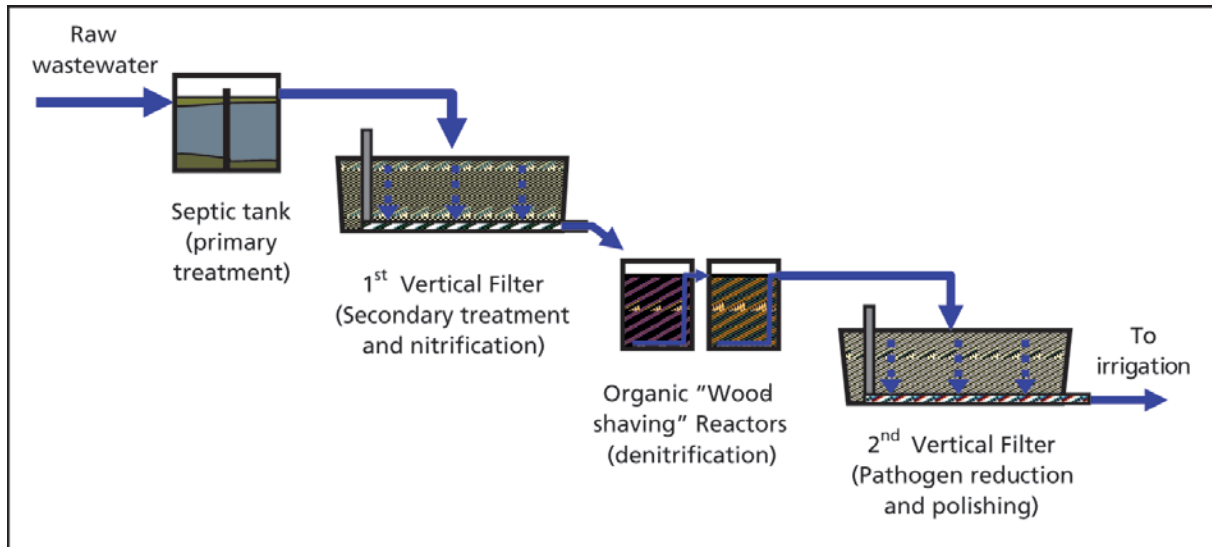 Raw
wastewater
Septic tank
(primary
treatment)
1st Vertical Filter
(Secondary treatment
and nitrification)
Organic "Wood
shaving" Reactors
(denitrification)
2nd Vertical Filter
(Pathogen reduction
and polishing)
To
irrigation